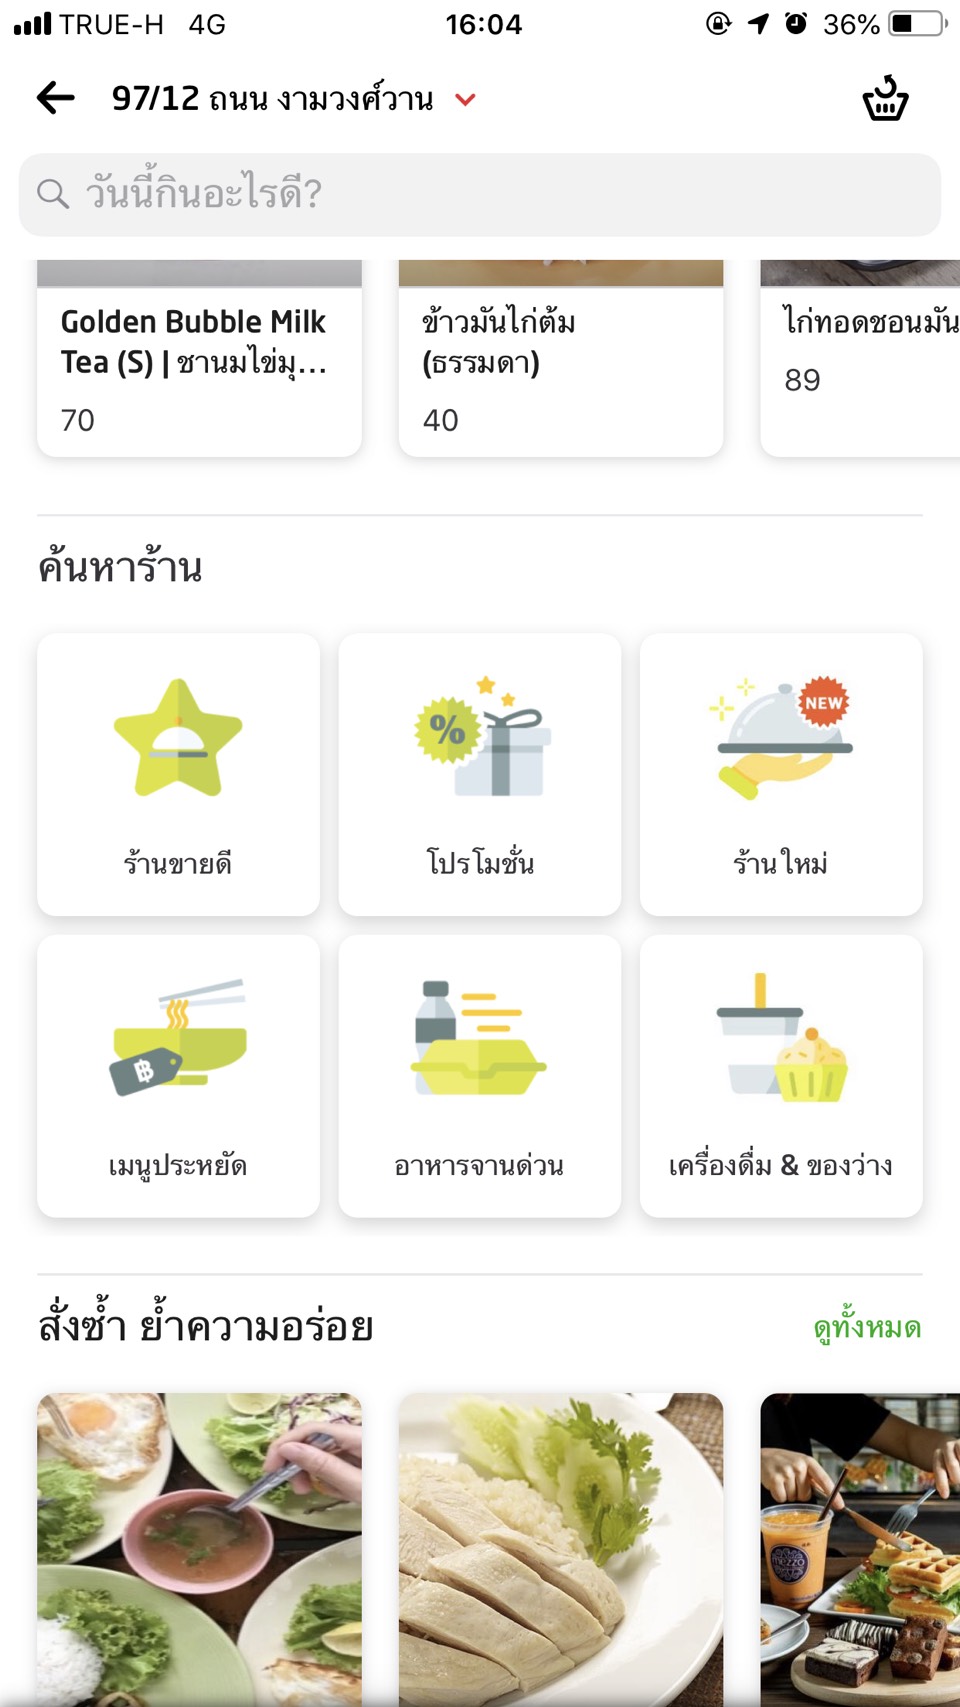 TRUE-H 4G 16:04 36%
97/12 ถนน งามวงศ์วาน
วันนี้กินอะไรดี?
Golden Bubble Milk
Tea (S) | ชานมไข่มุ...
70
ข้าวมันไก่ต้ม
(ธรรมดา)
40
ไก่ทอดชอนมัน
89
ค้นหาร้าน
%
NEW
ร้านขายดี
โปรโมชั่น
ร้านใหม่
฿
เมนูประหยัด
อาหารจานด่วน
เครื่องดื่ม & ของว่าง
สั่งซ้ำ ย้ำความอร่อย
ดูทั้งหมด